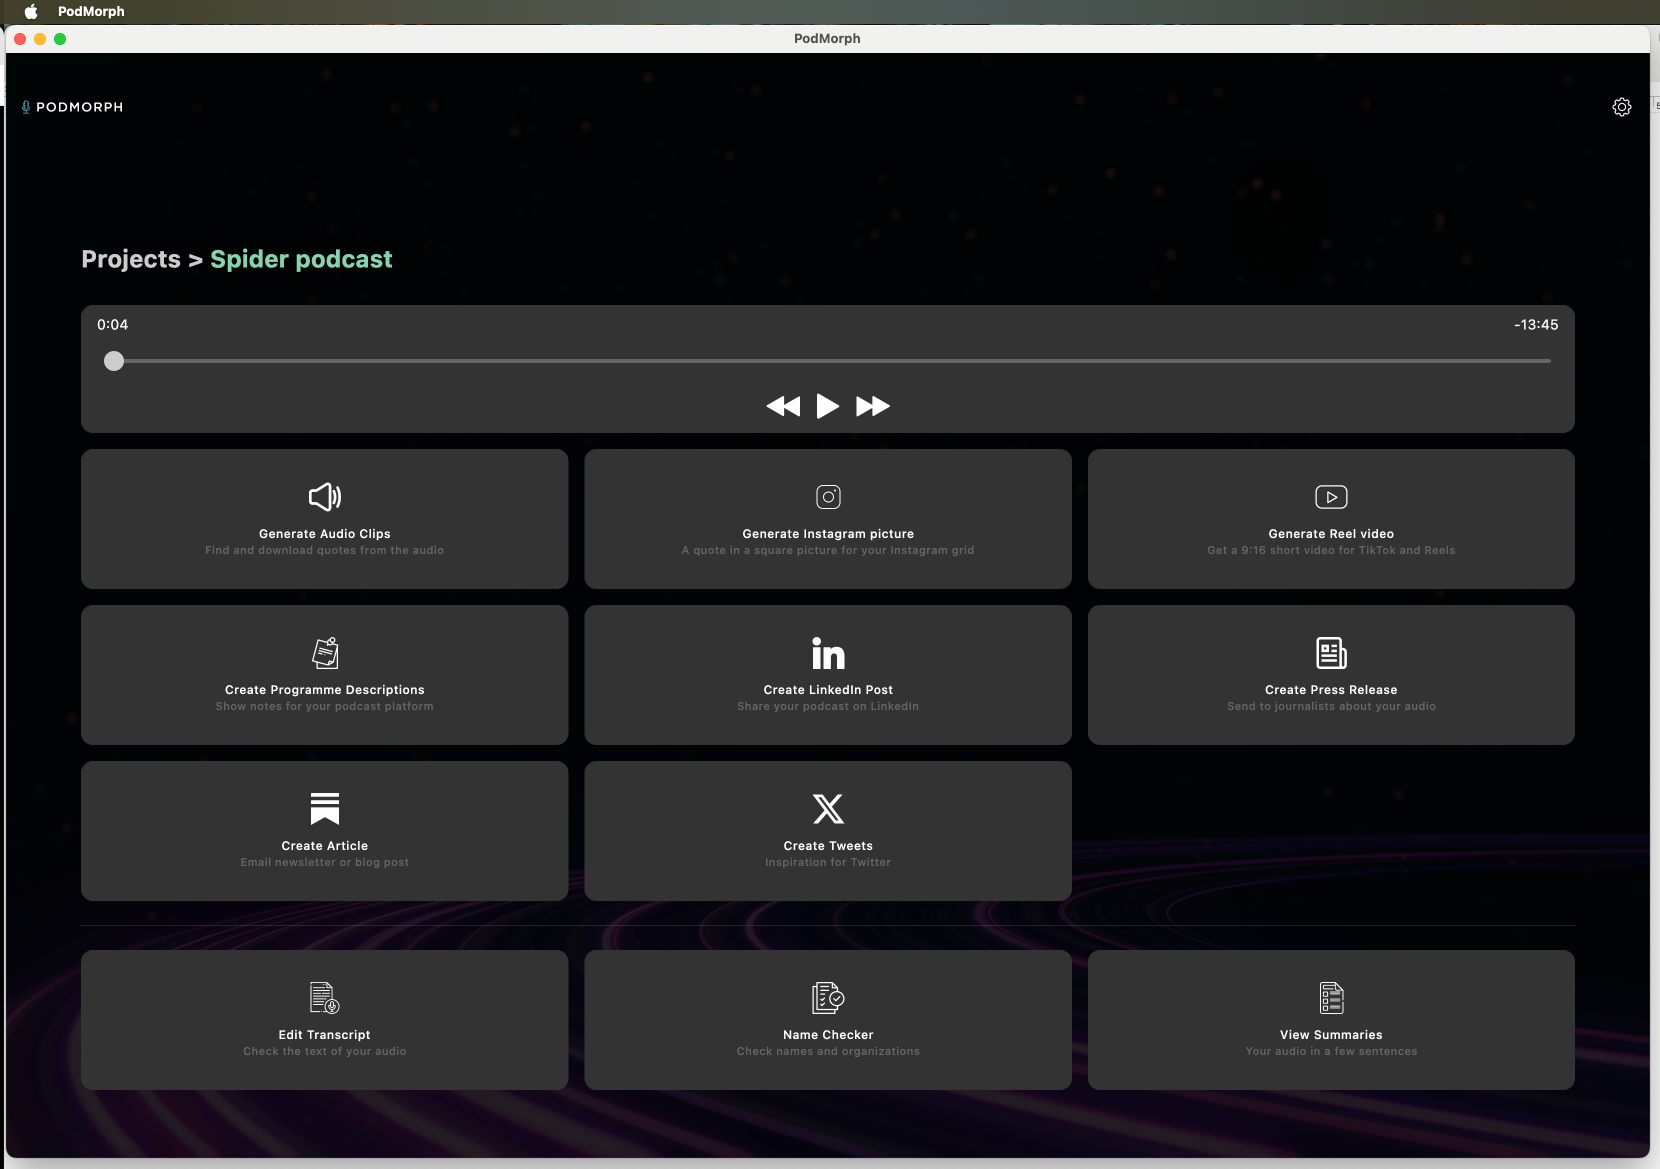 PodMorph
PodMorph
PODMORPH
Projects > Spider podcast
0:04
-13:45
Generate Audio Clips
Find and download quotes from the audio
Generate Instagram picture
A quote in a square picture for your Instagram grid
Generate Reel video
Get a 9:16 short video for TikTok and Reels
Create Programme Descriptions
Show notes for your podcast platform
Create LinkedIn Post
Share your podcast on LinkedIn
Create Press Release
Send to journalists about your audio
Create Article
Email newsletter or blog post
Create Tweets
Inspiration for Twitter
Edit Transcript
Check the text of your audio
Name Checker
Check names and organizations
View Summaries
Your audio in a few sentences